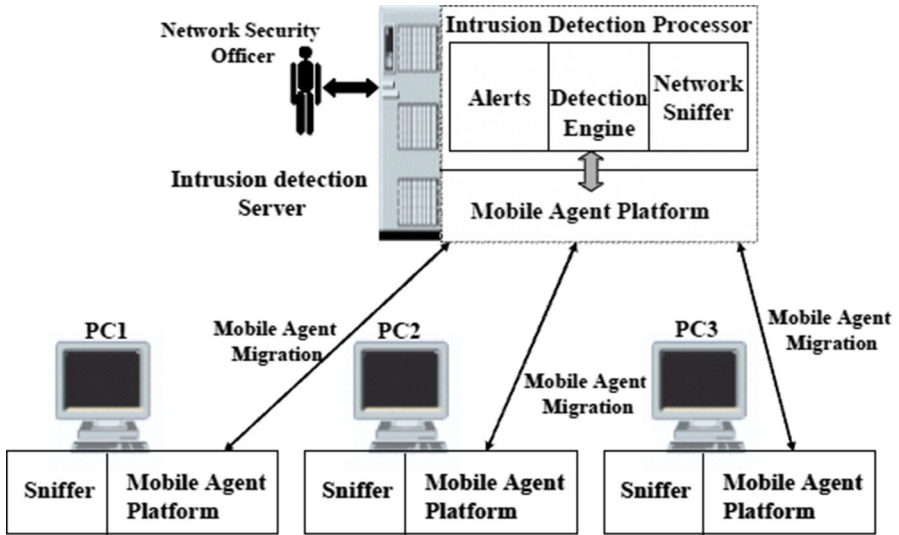 Network Security
Officer
Intrusion detection
Server
Intrusion Detection Processor
Alerts
Detection
Engine
Network
Sniffer
Mobile Agent Platform
PC1
Mobile Agent
Migration
PC2
Mobile Agent
Migration
PC3
Mobile Agent
Migration
Sniffer
Mobile Agent
Platform
Sniffer
Mobile Agent
Platform
Sniffer
Mobile Agent
Platform